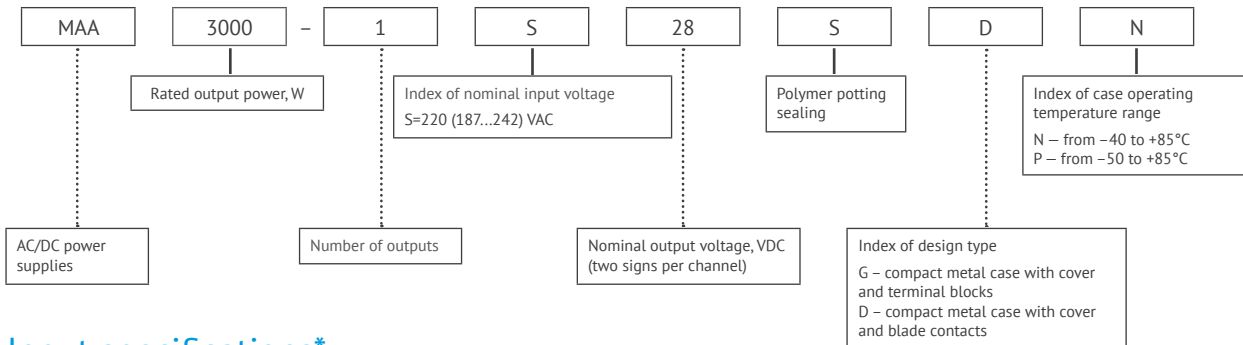 MAA 3000 – 1 S 28 S D N
Rated output power, W
Index of nominal input voltage
S=220 (187...242) VAC
Polymer potting
sealing
Index of case operating
temperature range
N — from –40 to +85°C
P — from –50 to +85°C
AC/DC power
supplies
Number of outputs
Nominal output voltage, VDC
(two signs per channel)
Index of design type
G – compact metal case with cover
and terminal blocks
D – compact metal case with cover
and blade contacts